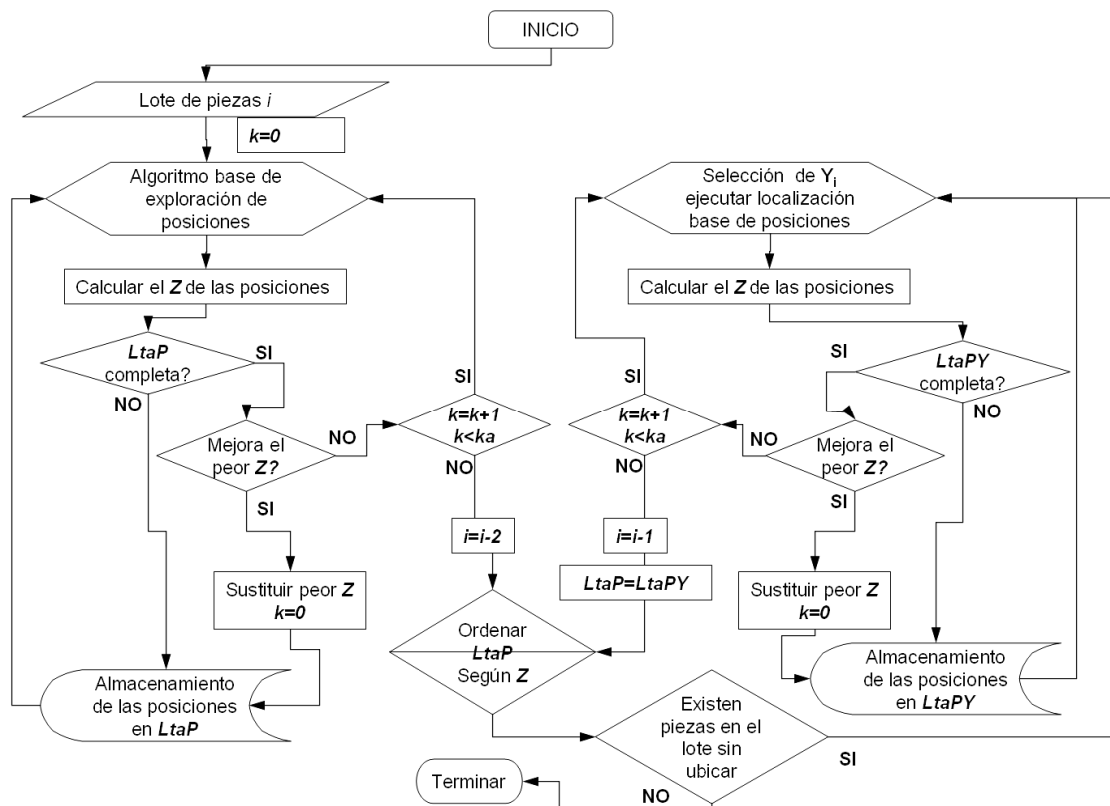 INICIO
Lote de piezas i
k=0
Algoritmo base de
exploración de
posiciones
Calcular el Z de las posiciones
LtaP
completa?
SI
NO
Mejora el
peor Z?
NO
SI
Sustituir peor Z
k=0
Almacenamiento
de las posiciones
en LtaP
SI
k=k+1
k<ka
NO
i=i-2
Ordenar
LtaP
Según Z
Selección de Yi
ejecutar localización
base de posiciones
Calcular el Z de las posiciones
LtaPY
completa?
SI
NO
Mejora el
peor Z?
NO
SI
Sustituir peor Z
k=0
Almacenamiento
de las posiciones
en LtaPY
SI
k=k+1
k<ka
NO
i=i-1
LtaP=LtaPY
Existen
piezas en el
lote sin
ubicar
SI
NO
Terminar